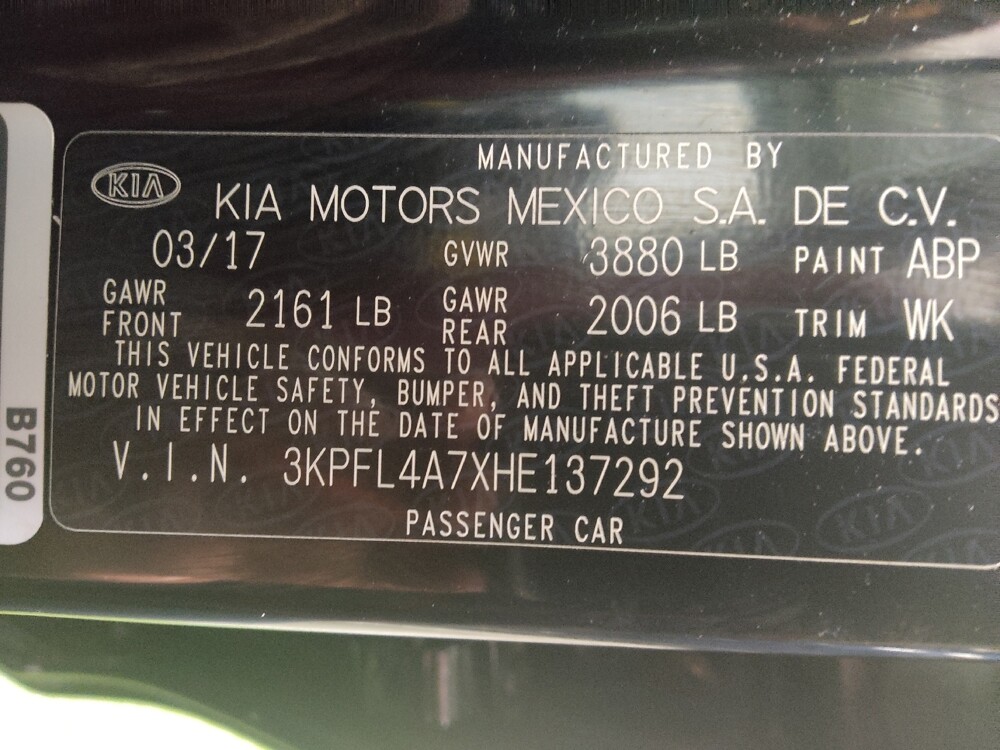 MANUFACTURED BY
KIA
KIA MOTORS MEXICO S.A. DE C.V.
03/17 GVWR 3880 LB PAINT ABP
GAWR FRONT 2161 LB GAWR REAR 2006 LB TRIM WK
THIS VEHICLE CONFORMS TO ALL APPLICABLE U.S.A. FEDERAL
MOTOR VEHICLE SAFETY, BUMPER, AND THEFT PREVENTION STANDARDS
IN EFFECT ON THE DATE OF MANUFACTURE SHOWN ABOVE.
V.I.N. 3KPFL4A7XHE137292
PASSENGER CAR
B760